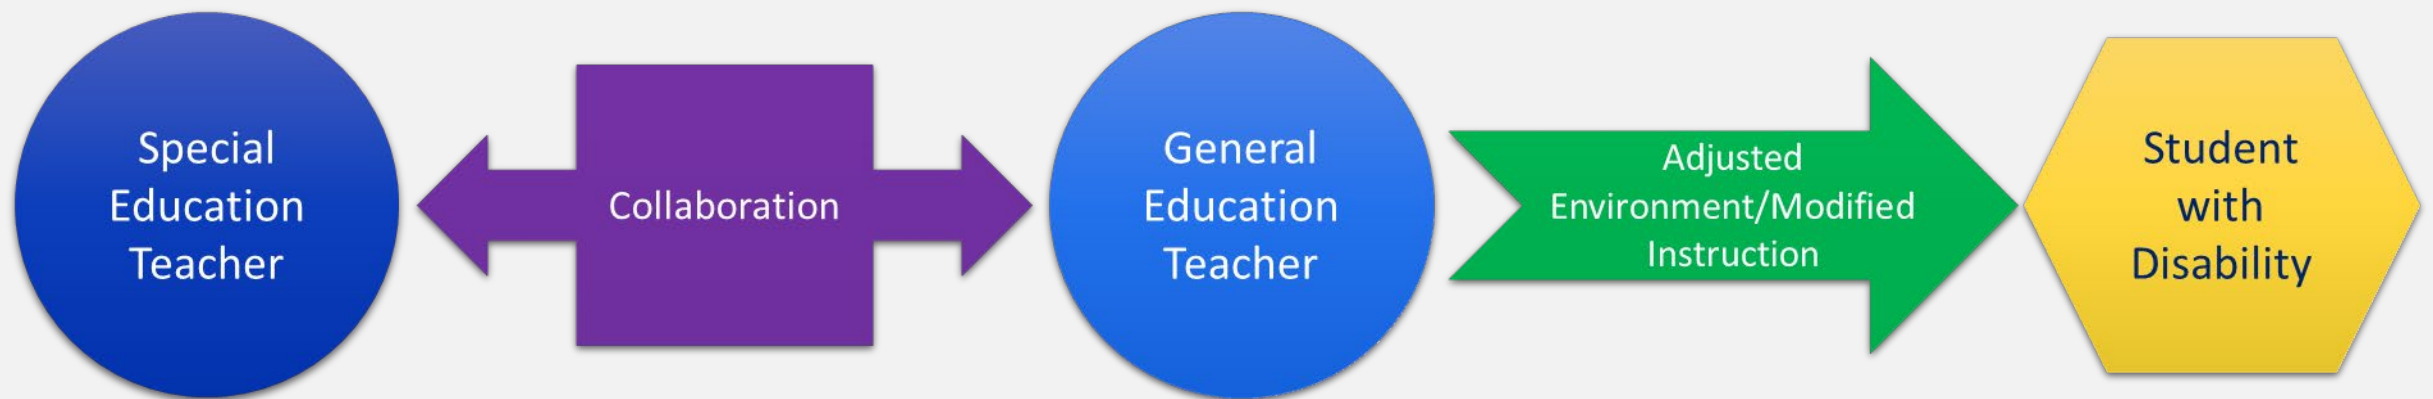 Special
Education
Teacher
Collaboration
General
Education
Teacher
Adjusted
Environment/Modified
Instruction
Student
with
Disability